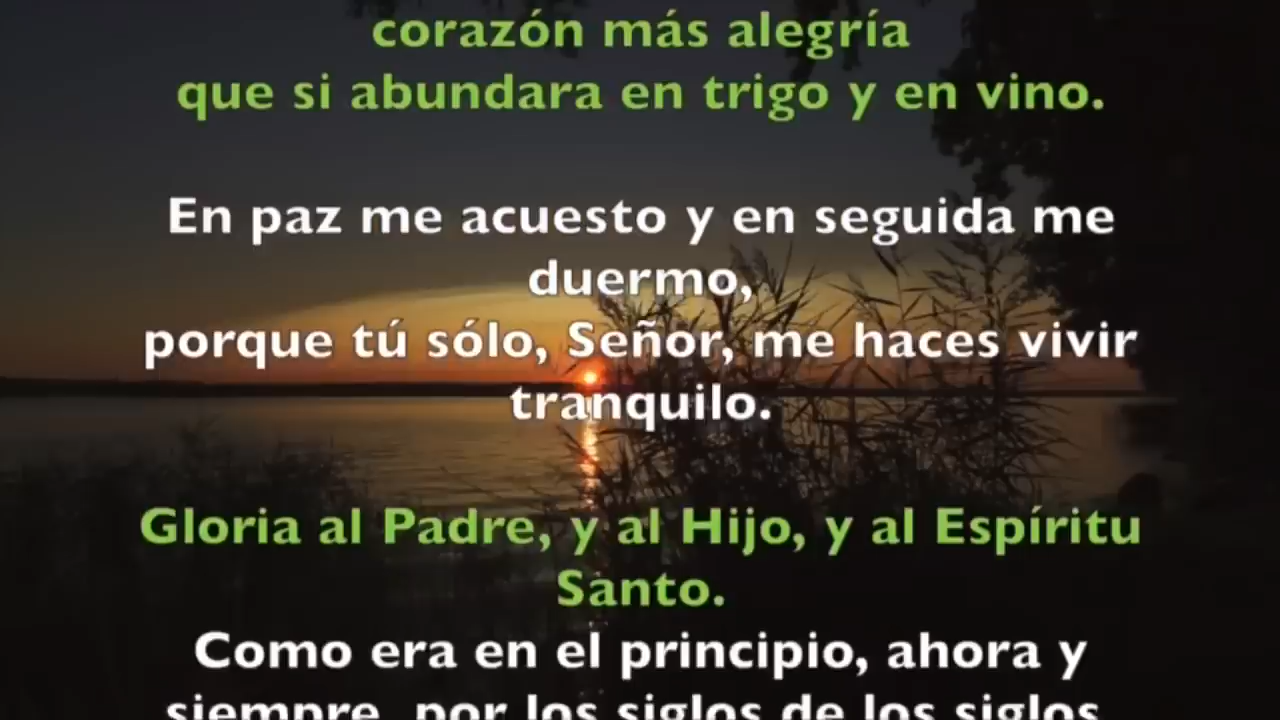 corazón más alegría
que si abundara en trigo y en vino.
En paz me acuesto y en seguida me
duermo,
porque tú sólo, Señor, me haces vivir
tranquilo.
Gloria al Padre, y al Hijo, y al Espíritu
Santo.
Como era en el principio, ahora y
siempre, por los siglos de los siglos